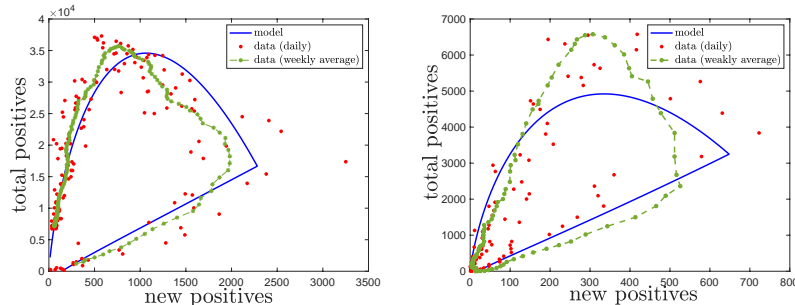 ×10⁴
4
3.5
3
2.5
2
1.5
1
0.5
0
total positives
0 500 1000 1500 2000 2500 3000 3500
new positives
model
data (daily)
data (weekly average)
7000
6000
5000
4000
3000
2000
1000
0
total positives
0 100 200 300 400 500 600 700 800
new positives
model
data (daily)
data (weakly average)